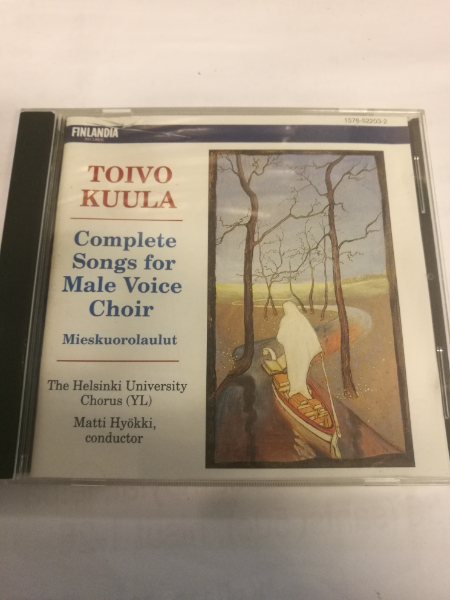 FINLANDIA
1576-52203-2
TOIVO
KUULA
Complete
Songs for
Male Voice
Choir
Mieskuorolaulut
The Helsinki University
Chorus (YL)
Matti Hyökki,
conductor